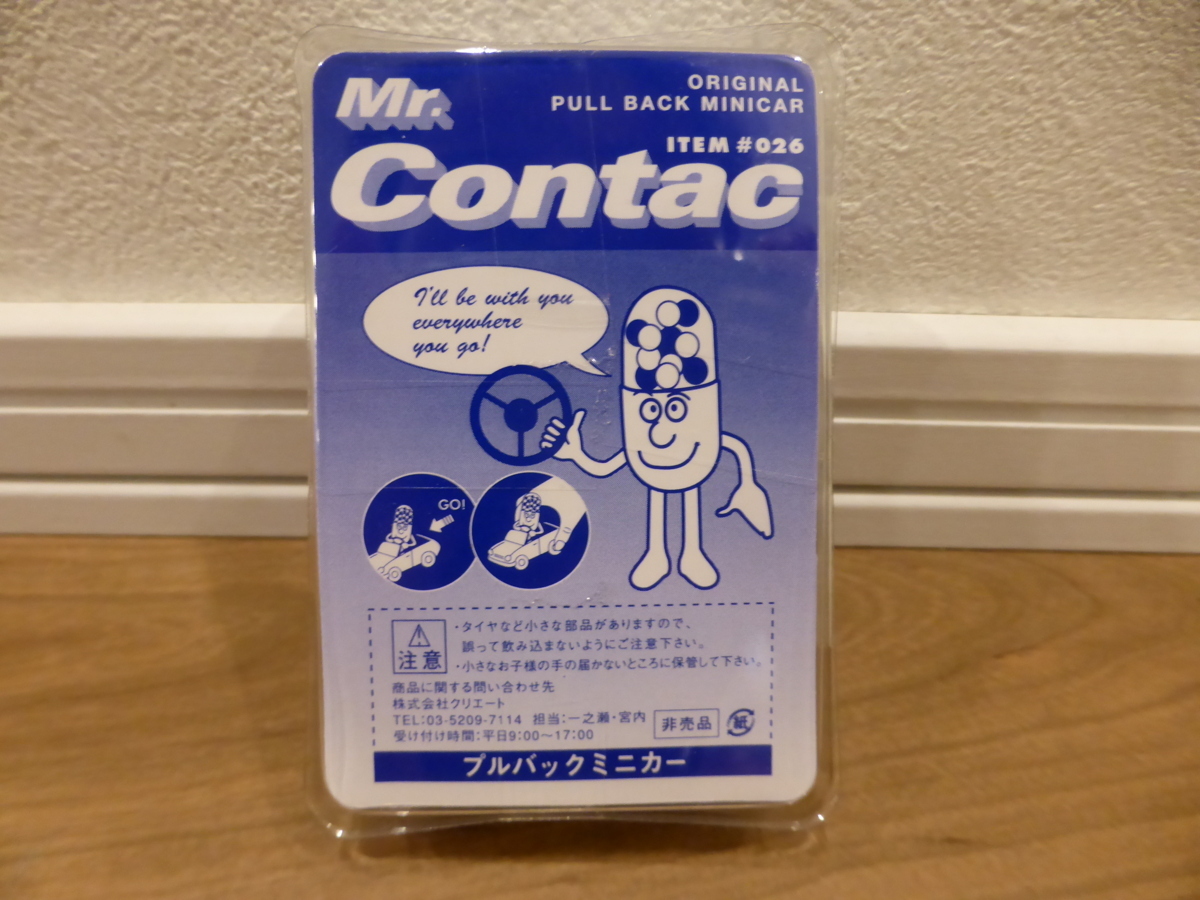 Mr.
Contac
ORIGINAL
PULL BACK MINICAR
ITEM #026
I'll be with you
everywhere
you go!
GO!
注意
・タイヤなど小さな部品がありますので、
誤って飲み込まないようにご注意下さい。
・小さなお子様の手の届かないところに保管して下さい。
商品に関する問い合わせ先
株式会社クリエート
TEL:03-5209-7114 担当:一之瀬・宮内
受け付け時間:平日9:00〜17:00
非売品
紙
プルバックミニカー